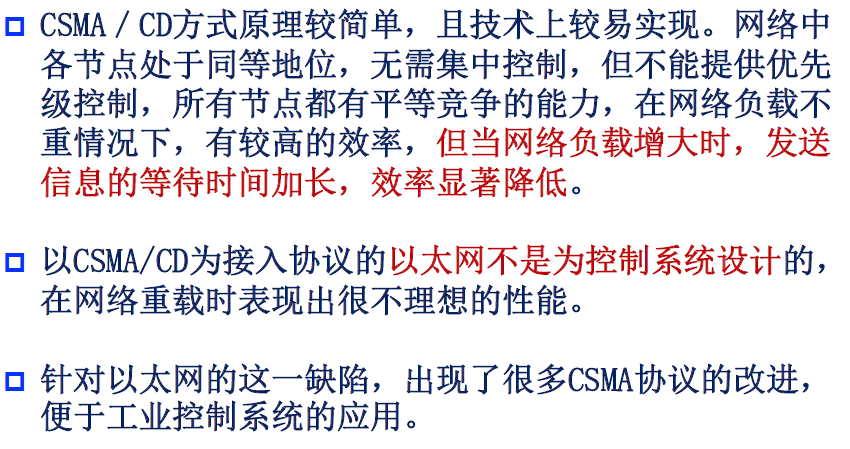 CSMA / CD方式原理较简单，且技术上较易实现。网络中
各节点处于同等地位，无需集中控制，但不能提供优先
级控制，所有节点都有平等竞争的能力，在网络负载不
重情况下，有较高的效率，但当网络负载增大时，发送
信息的等待时间加长，效率显著降低。
以CSMA/CD为接入协议的以太网不是为控制系统设计的，
在网络重载时表现出很不理想的性能。
针对以太网的这一缺陷，出现了很多CSMA协议的改进，
便于工业控制系统的应用。